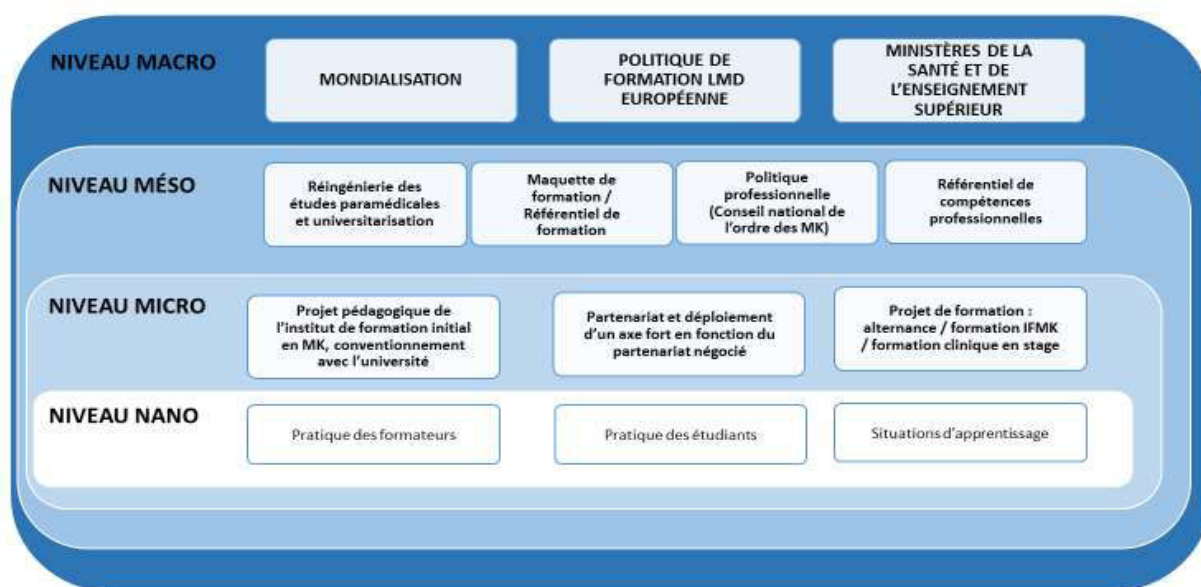 NIVEAU MACRO
MONDIALISATION
POLITIQUE DE
FORMATION LMD
EUROPÉENNE
MINISTÈRES DE LA
SANTÉ ET DE
L'ENSEIGNEMENT
SUPÉRIEUR
NIVEAU MÉSO
Réingénierie des
études paramédicales
et universitarisation
Maquette de
formation /
Référentiel de
formation
Politique
professionnelle
(Conseil national de
l'ordre des MK)
Référentiel de
compétences
professionnelles
NIVEAU MICRO
Projet pédagogique de
l'institut de formation initial
en MK, conventionnement
avec l'université
Partenariat et déploiement
d'un axe fort en fonction du
partenariat négocié
Projet de formation :
alternance / formation IFMK
/ formation clinique en stage
NIVEAU NANO
Pratique des formateurs
Pratique des étudiants
Situations d'apprentissage